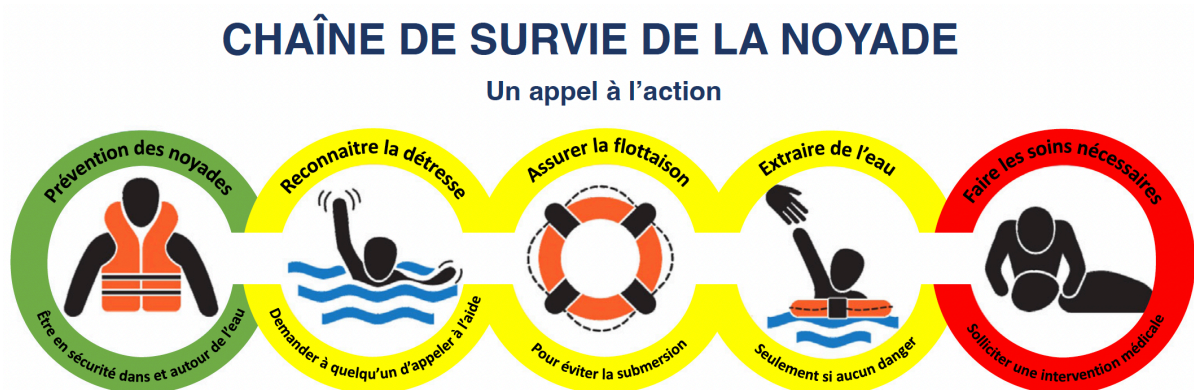 CHAÎNE DE SURVIE DE LA NOYADE
Un appel à l'action
Prévention des noyades
Être en sécurité dans et autour de l'eau
Reconnaitre la détresse
Demander à quelqu'un d'appeler à l'aide
Assurer la flottaison
Pour éviter la submersion
Extraire de l'eau
Seulement si aucun danger
Faire les soins nécessaires
Solliciter une intervention médicale